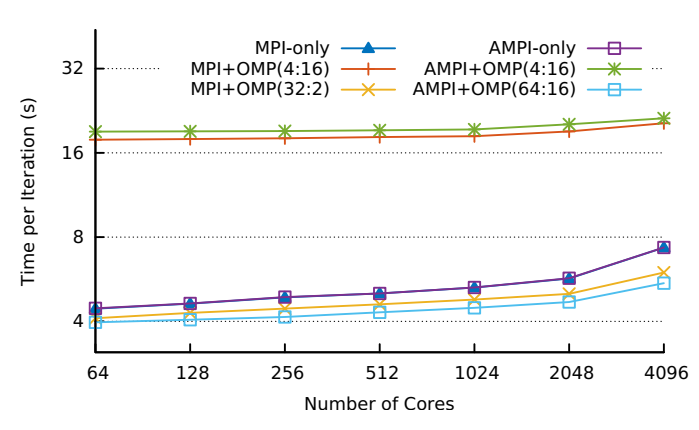 MPI-only
MPI+OMP(4:16)
MPI+OMP(32:2)
AMPI-only
AMPI+OMP(4:16)
AMPI+OMP(64:16)
Time per Iteration (s)
32
16
8
4
64 128 256 512 1024 2048 4096
Number of Cores